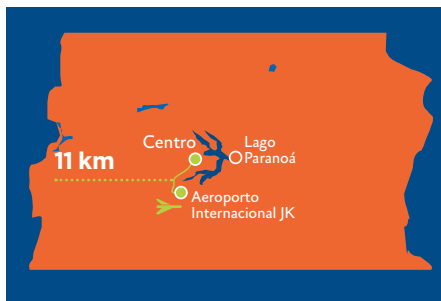 Centro
Lago
Paranoá
11 km
Aeroporto
Internacional JK